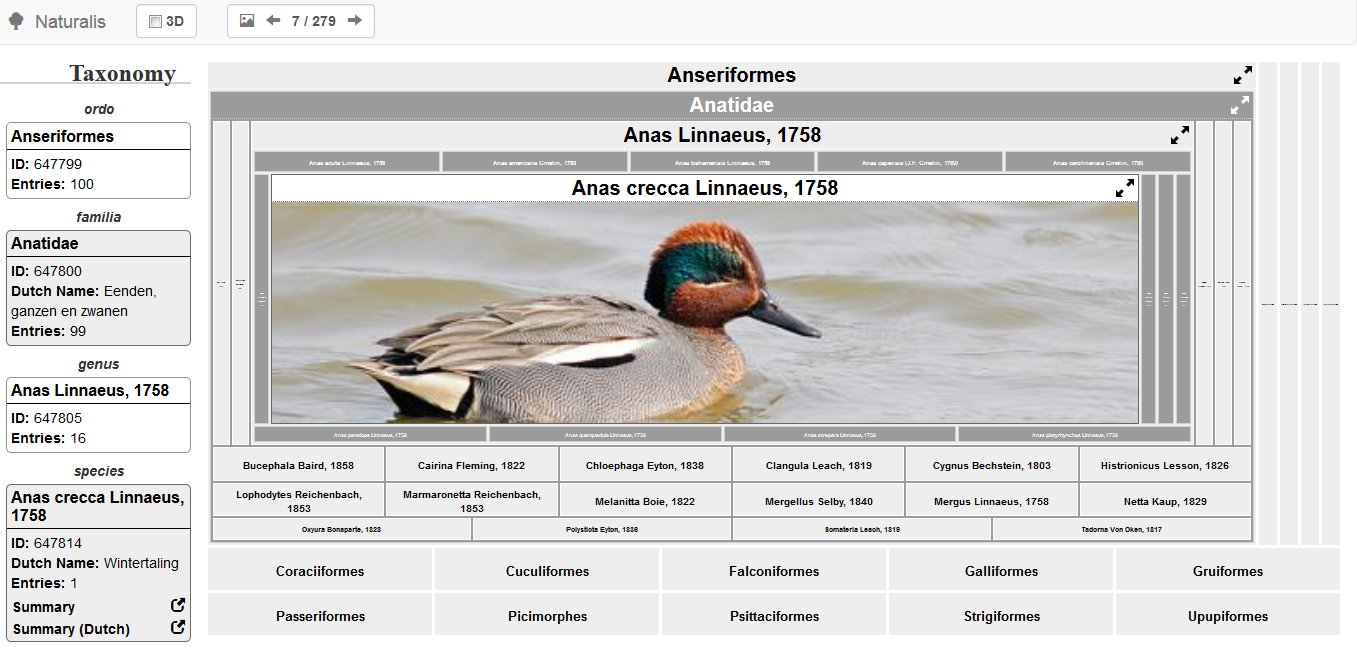 Naturalis
3D
7 / 279
Taxonomy
ordo
Anseriformes
ID: 647799
Entries: 100
familia
Anatidae
ID: 647800
Dutch Name: Eenden,
ganzen en zwanen
Entries: 99
genus
Anas Linnaeus, 1758
ID: 647805
Entries: 16
species
Anas crecca Linnaeus,
1758
ID: 647814
Dutch Name: Wintertaling
Entries: 1
Summary
Summary (Dutch)
Anseriformes
Anatidae
Anas Linnaeus, 1758
Anas acuta Linnaeus, 1758
Anas americana Gmelin, 1789
Anas bahamensis Linnaeus, 1758
Anas capensis (J.F. Gmelin, 1789)
Anas carolinensis Gmelin, 1789
Anas crecca Linnaeus, 1758
Anas penelope Linnaeus, 1758
Anas querquedula Linnaeus, 1758
Anas strepera Linnaeus, 1758
Anas platyrhynchos Linnaeus, 1758
Bucephala Baird, 1858
Cairina Fleming, 1822
Chloephaga Eyton, 1838
Clangula Leach, 1819
Cygnus Bechstein, 1803
Histrionicus Lesson, 1826
Lophodytes Reichenbach,
1853
Marmaronetta Reichenbach,
1853
Melanitta Boie, 1822
Mergellus Selby, 1840
Mergus Linnaeus, 1758
Netta Kaup, 1829
Oxyura Bonaparte, 1828
Polysticta Eyton, 1836
Somateria Leach, 1819
Tadorna Von Oken, 1817
Coraciiformes
Cuculiformes
Falconiformes
Galliformes
Gruiformes
Passeriformes
Picimorphes
Psittaciformes
Strigiformes
Upupiformes